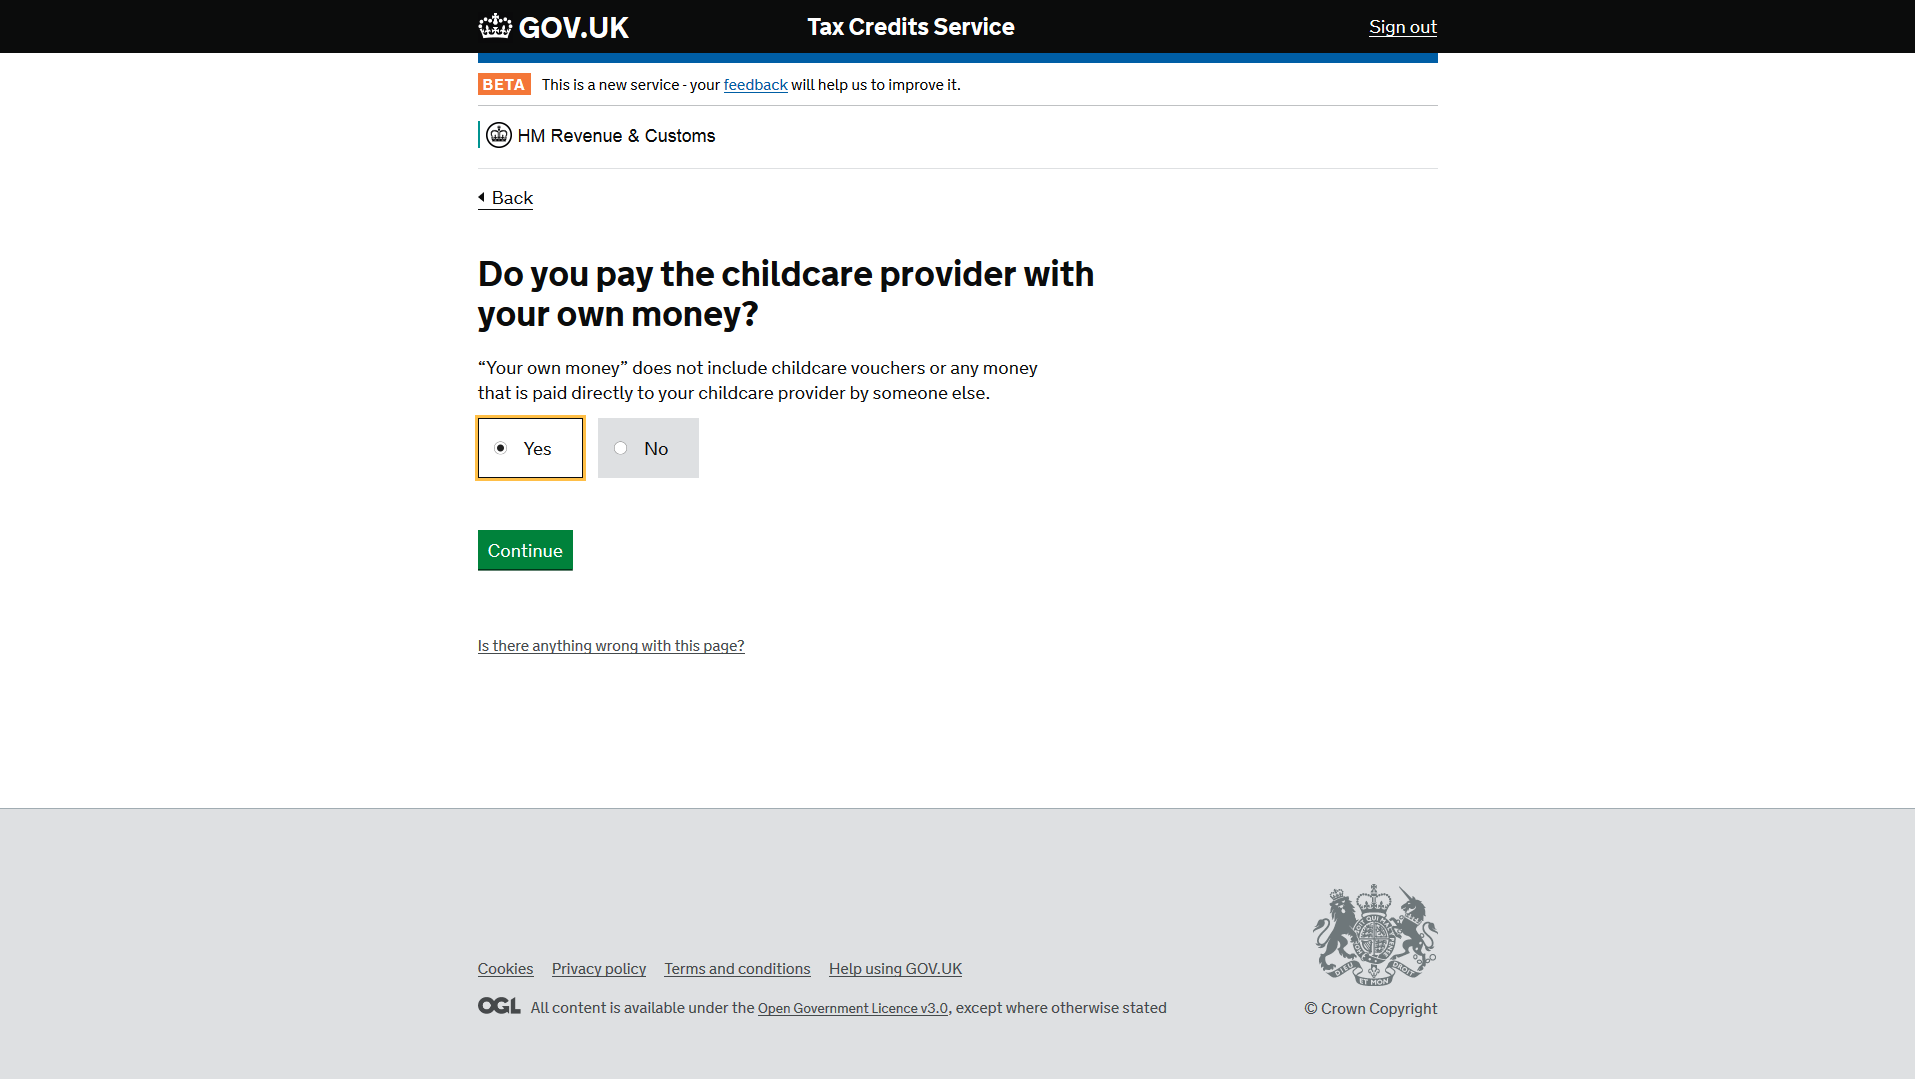 GOV.UK Tax Credits Service Sign out
BETA This is a new service - your feedback will help us to improve it.
HM Revenue & Customs
Back
Do you pay the childcare provider with
your own money?
“Your own money” does not include childcare vouchers or any money
that is paid directly to your childcare provider by someone else.
Yes No
Continue
Is there anything wrong with this page?
Cookies Privacy policy Terms and conditions Help using GOV.UK
OGL All content is available under the Open Government Licence v3.0, except where otherwise stated
DIEU ET MON DROIT
© Crown Copyright